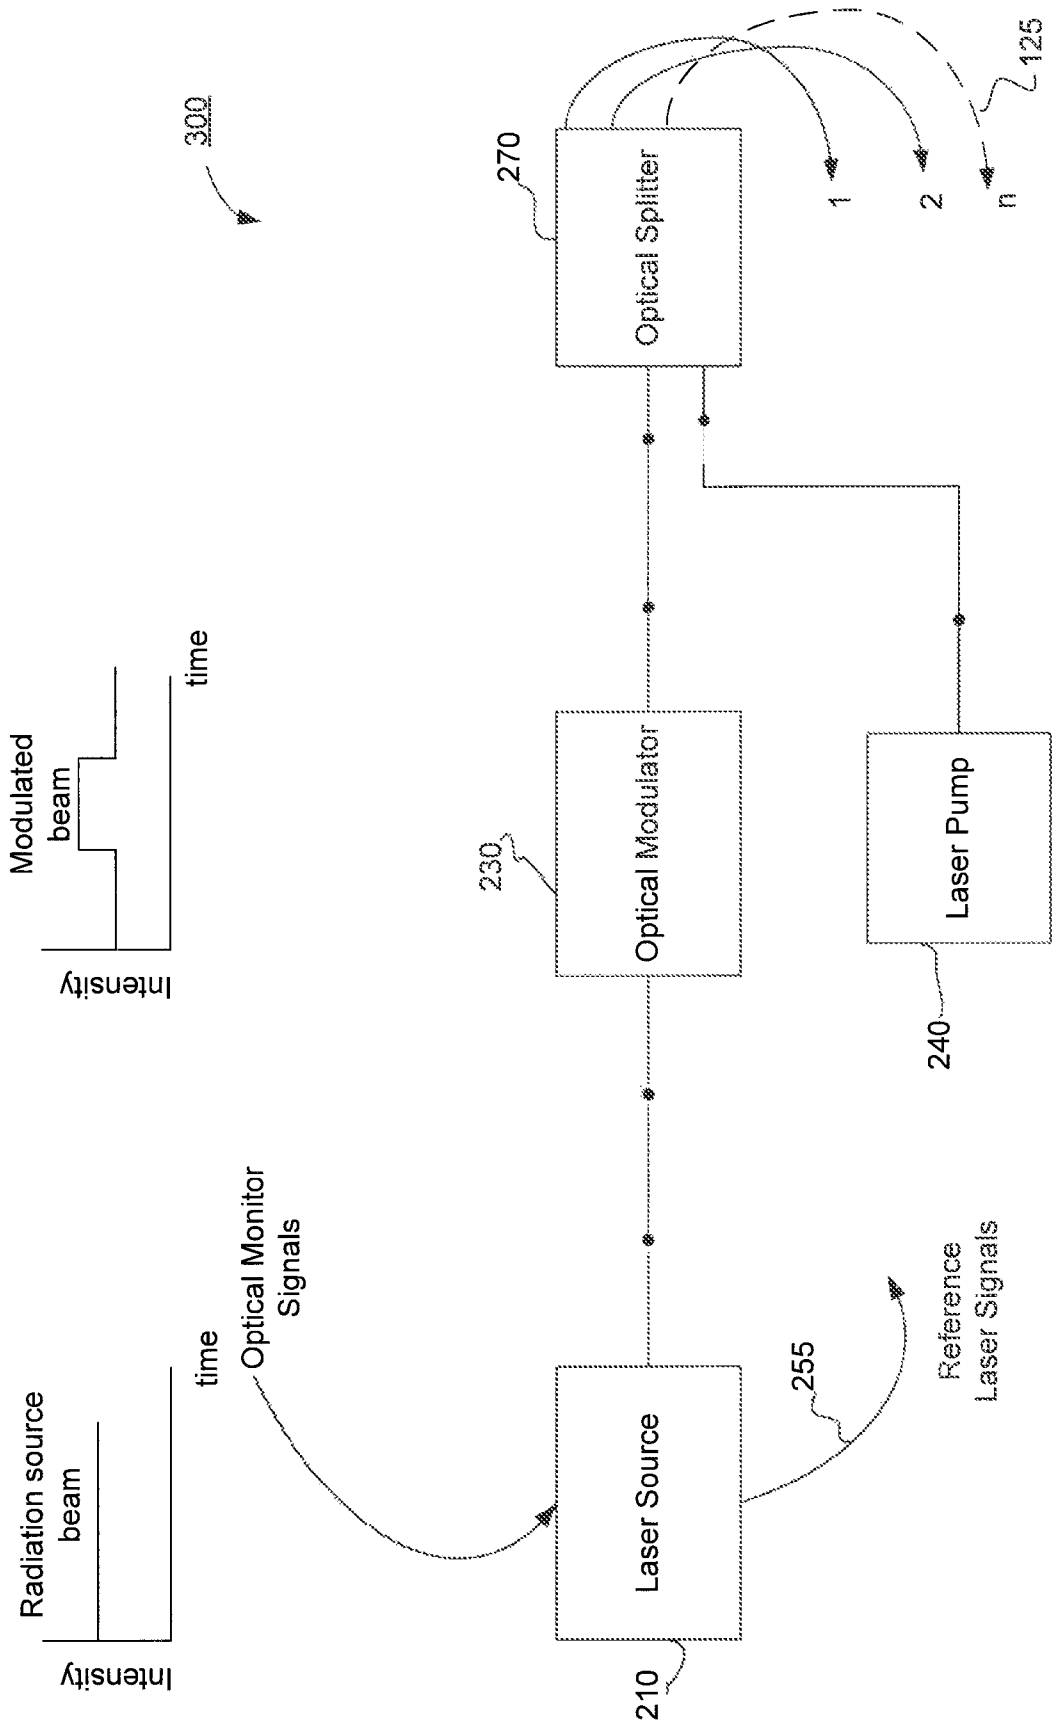 Radiation source
beam
Intensity
time
Modulated
beam
Intensity
time
300
Optical Monitor
Signals
210
Laser Source
255
Reference
Laser Signals
230
Optical Modulator
240
Laser Pump
270
Optical Splitter
1
2
n
125